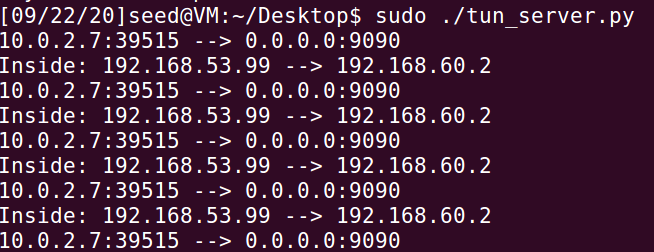 [09/22/20]seed@VM:~/Desktop$ sudo ./tun_server.py
10.0.2.7:39515 --> 0.0.0.0:9090
Inside: 192.168.53.99 --> 192.168.60.2
10.0.2.7:39515 --> 0.0.0.0:9090
Inside: 192.168.53.99 --> 192.168.60.2
10.0.2.7:39515 --> 0.0.0.0:9090
Inside: 192.168.53.99 --> 192.168.60.2
10.0.2.7:39515 --> 0.0.0.0:9090
Inside: 192.168.53.99 --> 192.168.60.2
10.0.2.7:39515 --> 0.0.0.0:9090